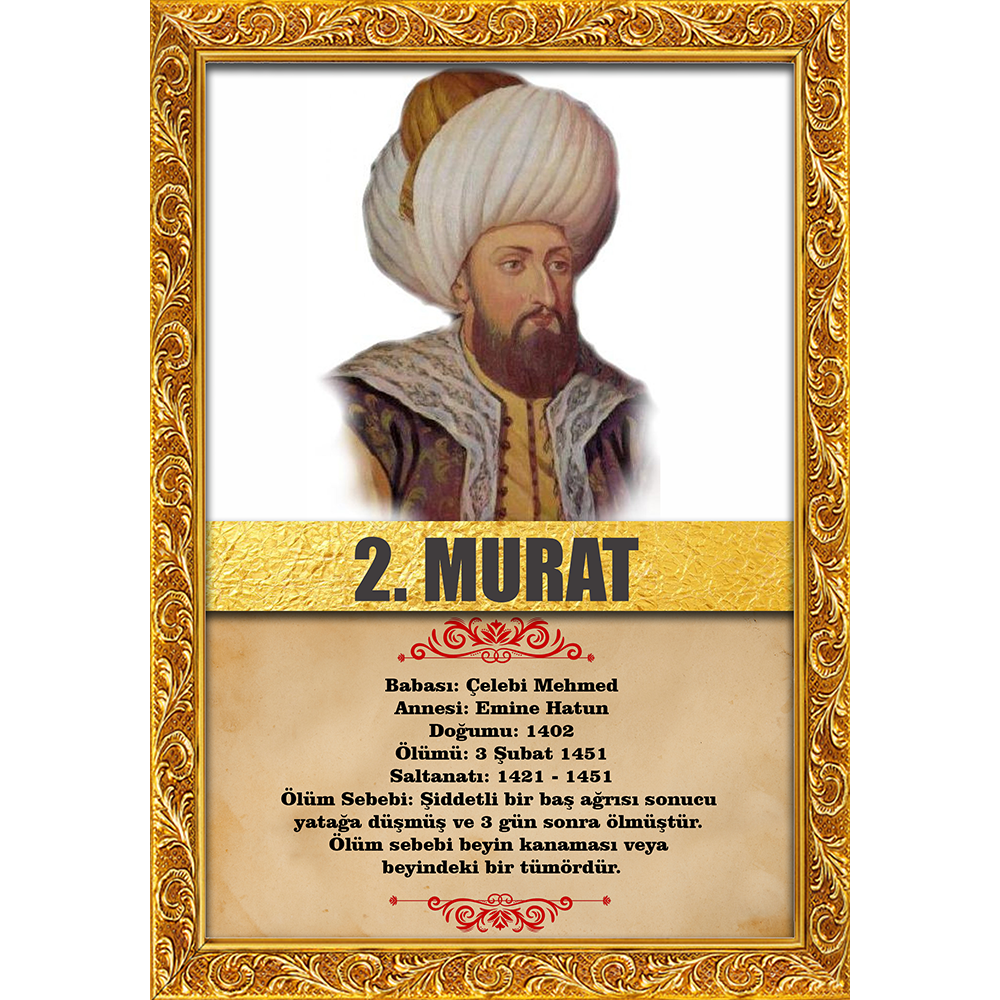 2. MURAT
Babası: Çelebi Mehmed
Annesi: Emine Hatun
Doğumu: 1402
Ölümü: 3 Şubat 1451
Saltanatı: 1421 - 1451
Ölüm Sebebi: Şiddetli bir baş ağrısı sonucu
yatağa düşmüş ve 3 gün sonra ölmüştür.
Ölüm sebebi beyin kanaması veya
beyindeki bir tümördür.